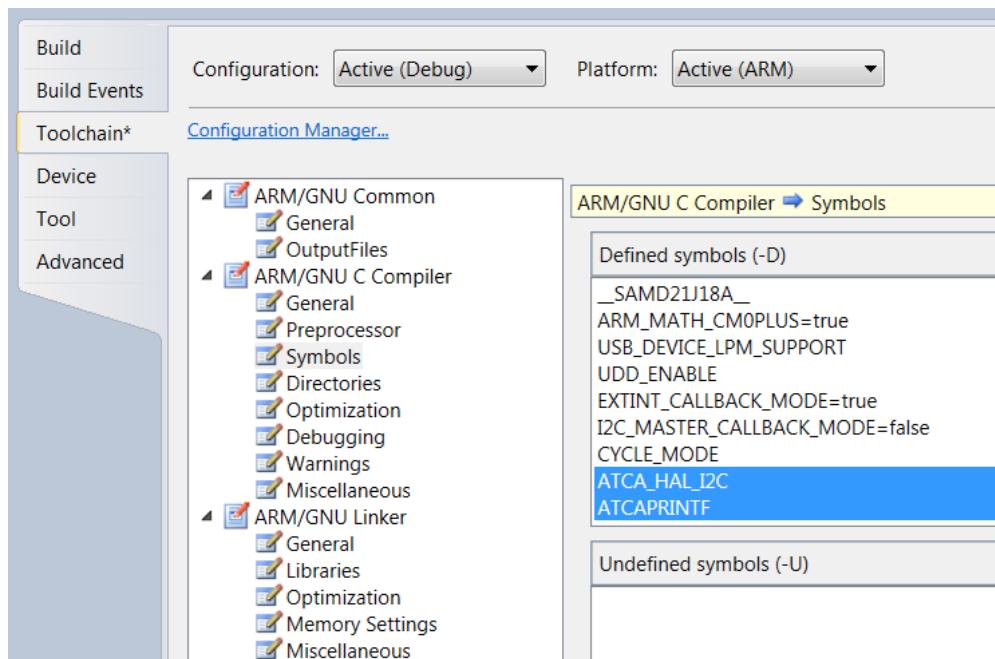 Build
Build Events
Toolchain*
Device
Tool
Advanced
Configuration: Active (Debug) Platform: Active (ARM)
Configuration Manager...
ARM/GNU Common
General
OutputFiles
ARM/GNU C Compiler
General
Preprocessor
Symbols
Directories
Optimization
Debugging
Warnings
Miscellaneous
ARM/GNU Linker
General
Libraries
Optimization
Memory Settings
Miscellaneous
ARM/GNU C Compiler Symbols
Defined symbols (-D)
__SAMD21J18A__
ARM_MATH_CM0PLUS=true
USB_DEVICE_LPM_SUPPORT
UDD_ENABLE
EXTINT_CALLBACK_MODE=true
I2C_MASTER_CALLBACK_MODE=false
CYCLE_MODE
ATCA_HAL_I2C
ATCAPRINTF
Undefined symbols (-U)